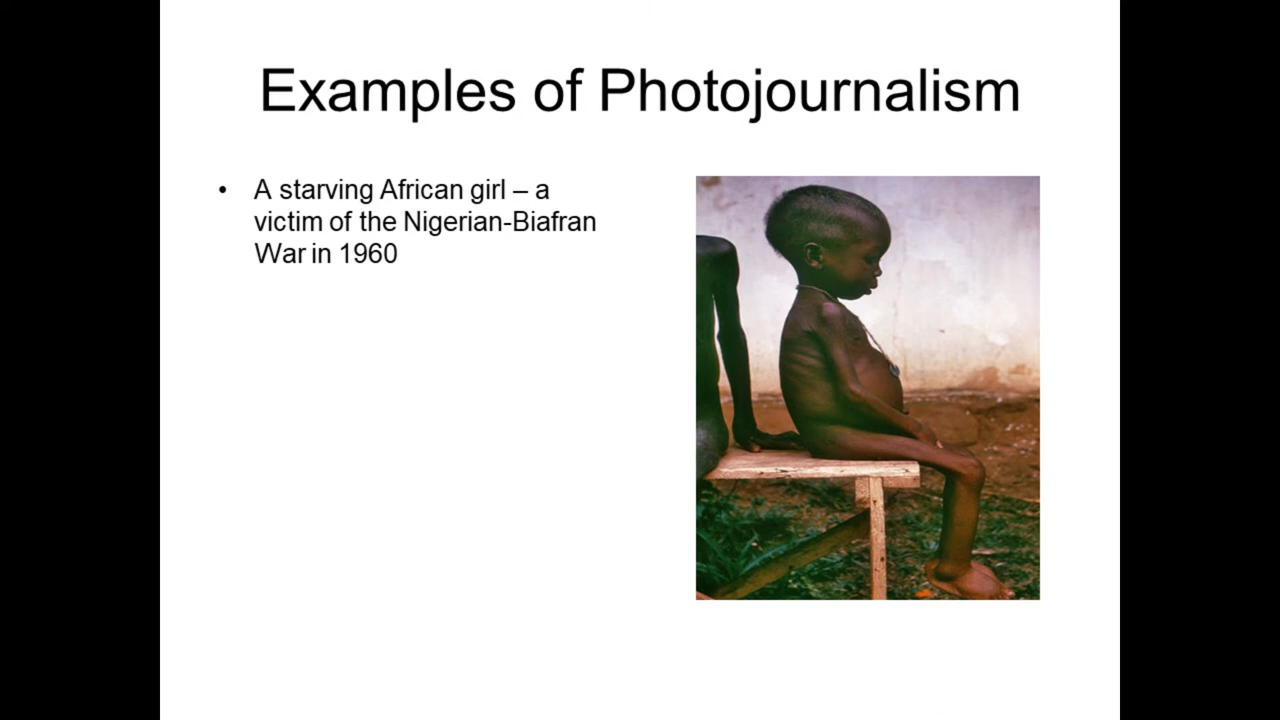 Examples of Photojournalism
• A starving African girl – a
victim of the Nigerian-Biafran
War in 1960